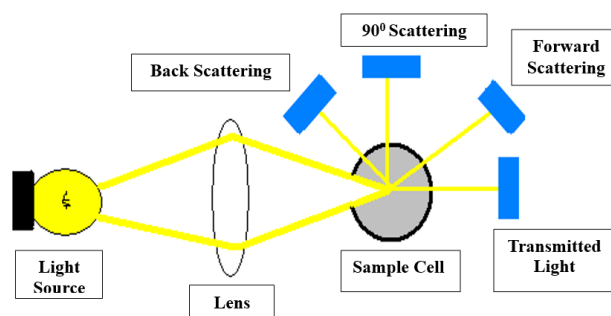 90⁰ Scattering
Forward
Scattering
Back Scattering
Light
Source
Lens
Sample Cell
Transmitted
Light